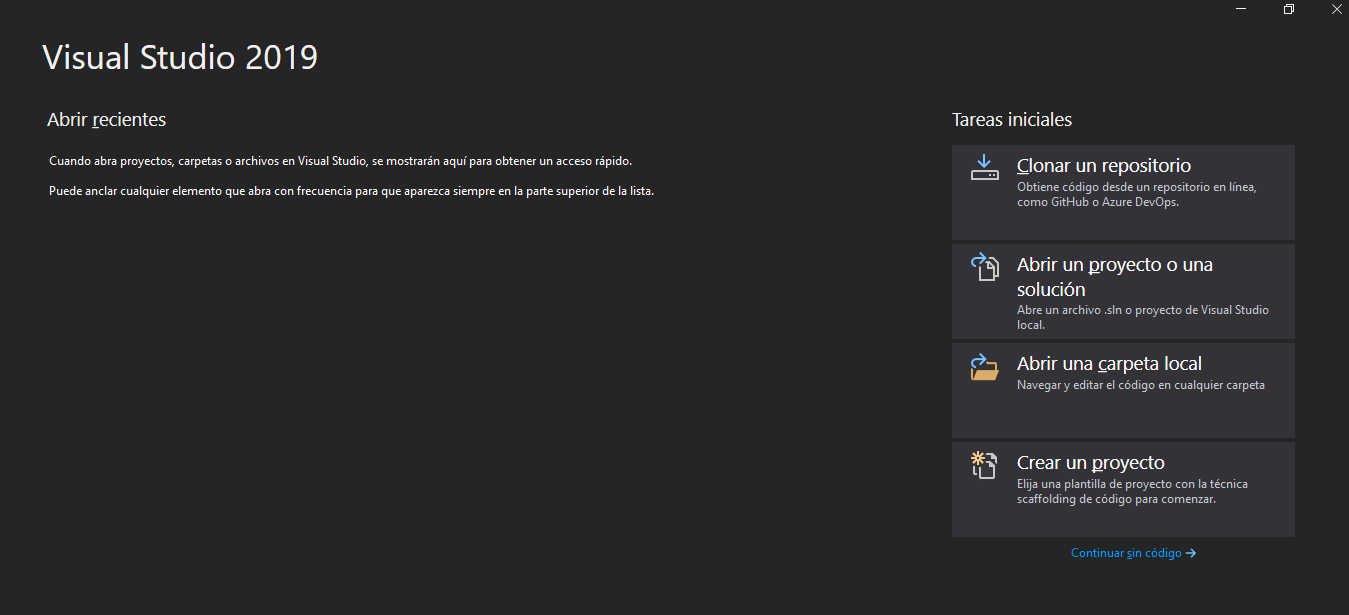 Visual Studio 2019
Abrir recientes
Cuando abra proyectos, carpetas o archivos en Visual Studio, se mostrarán aquí para obtener un acceso rápido.
Puede anclar cualquier elemento que abra con frecuencia para que aparezca siempre en la parte superior de la lista.
Tareas iniciales
Clonar un repositorio
Obtiene código desde un repositorio en línea,
como GitHub o Azure DevOps.
Abrir un proyecto o una
solución
Abre un archivo .sln o proyecto de Visual Studio
local.
Abrir una carpeta local
Navegar y editar el código en cualquier carpeta
Crear un proyecto
Elija una plantilla de proyecto con la técnica
scaffolding de código para comenzar.
Continuar sin código →